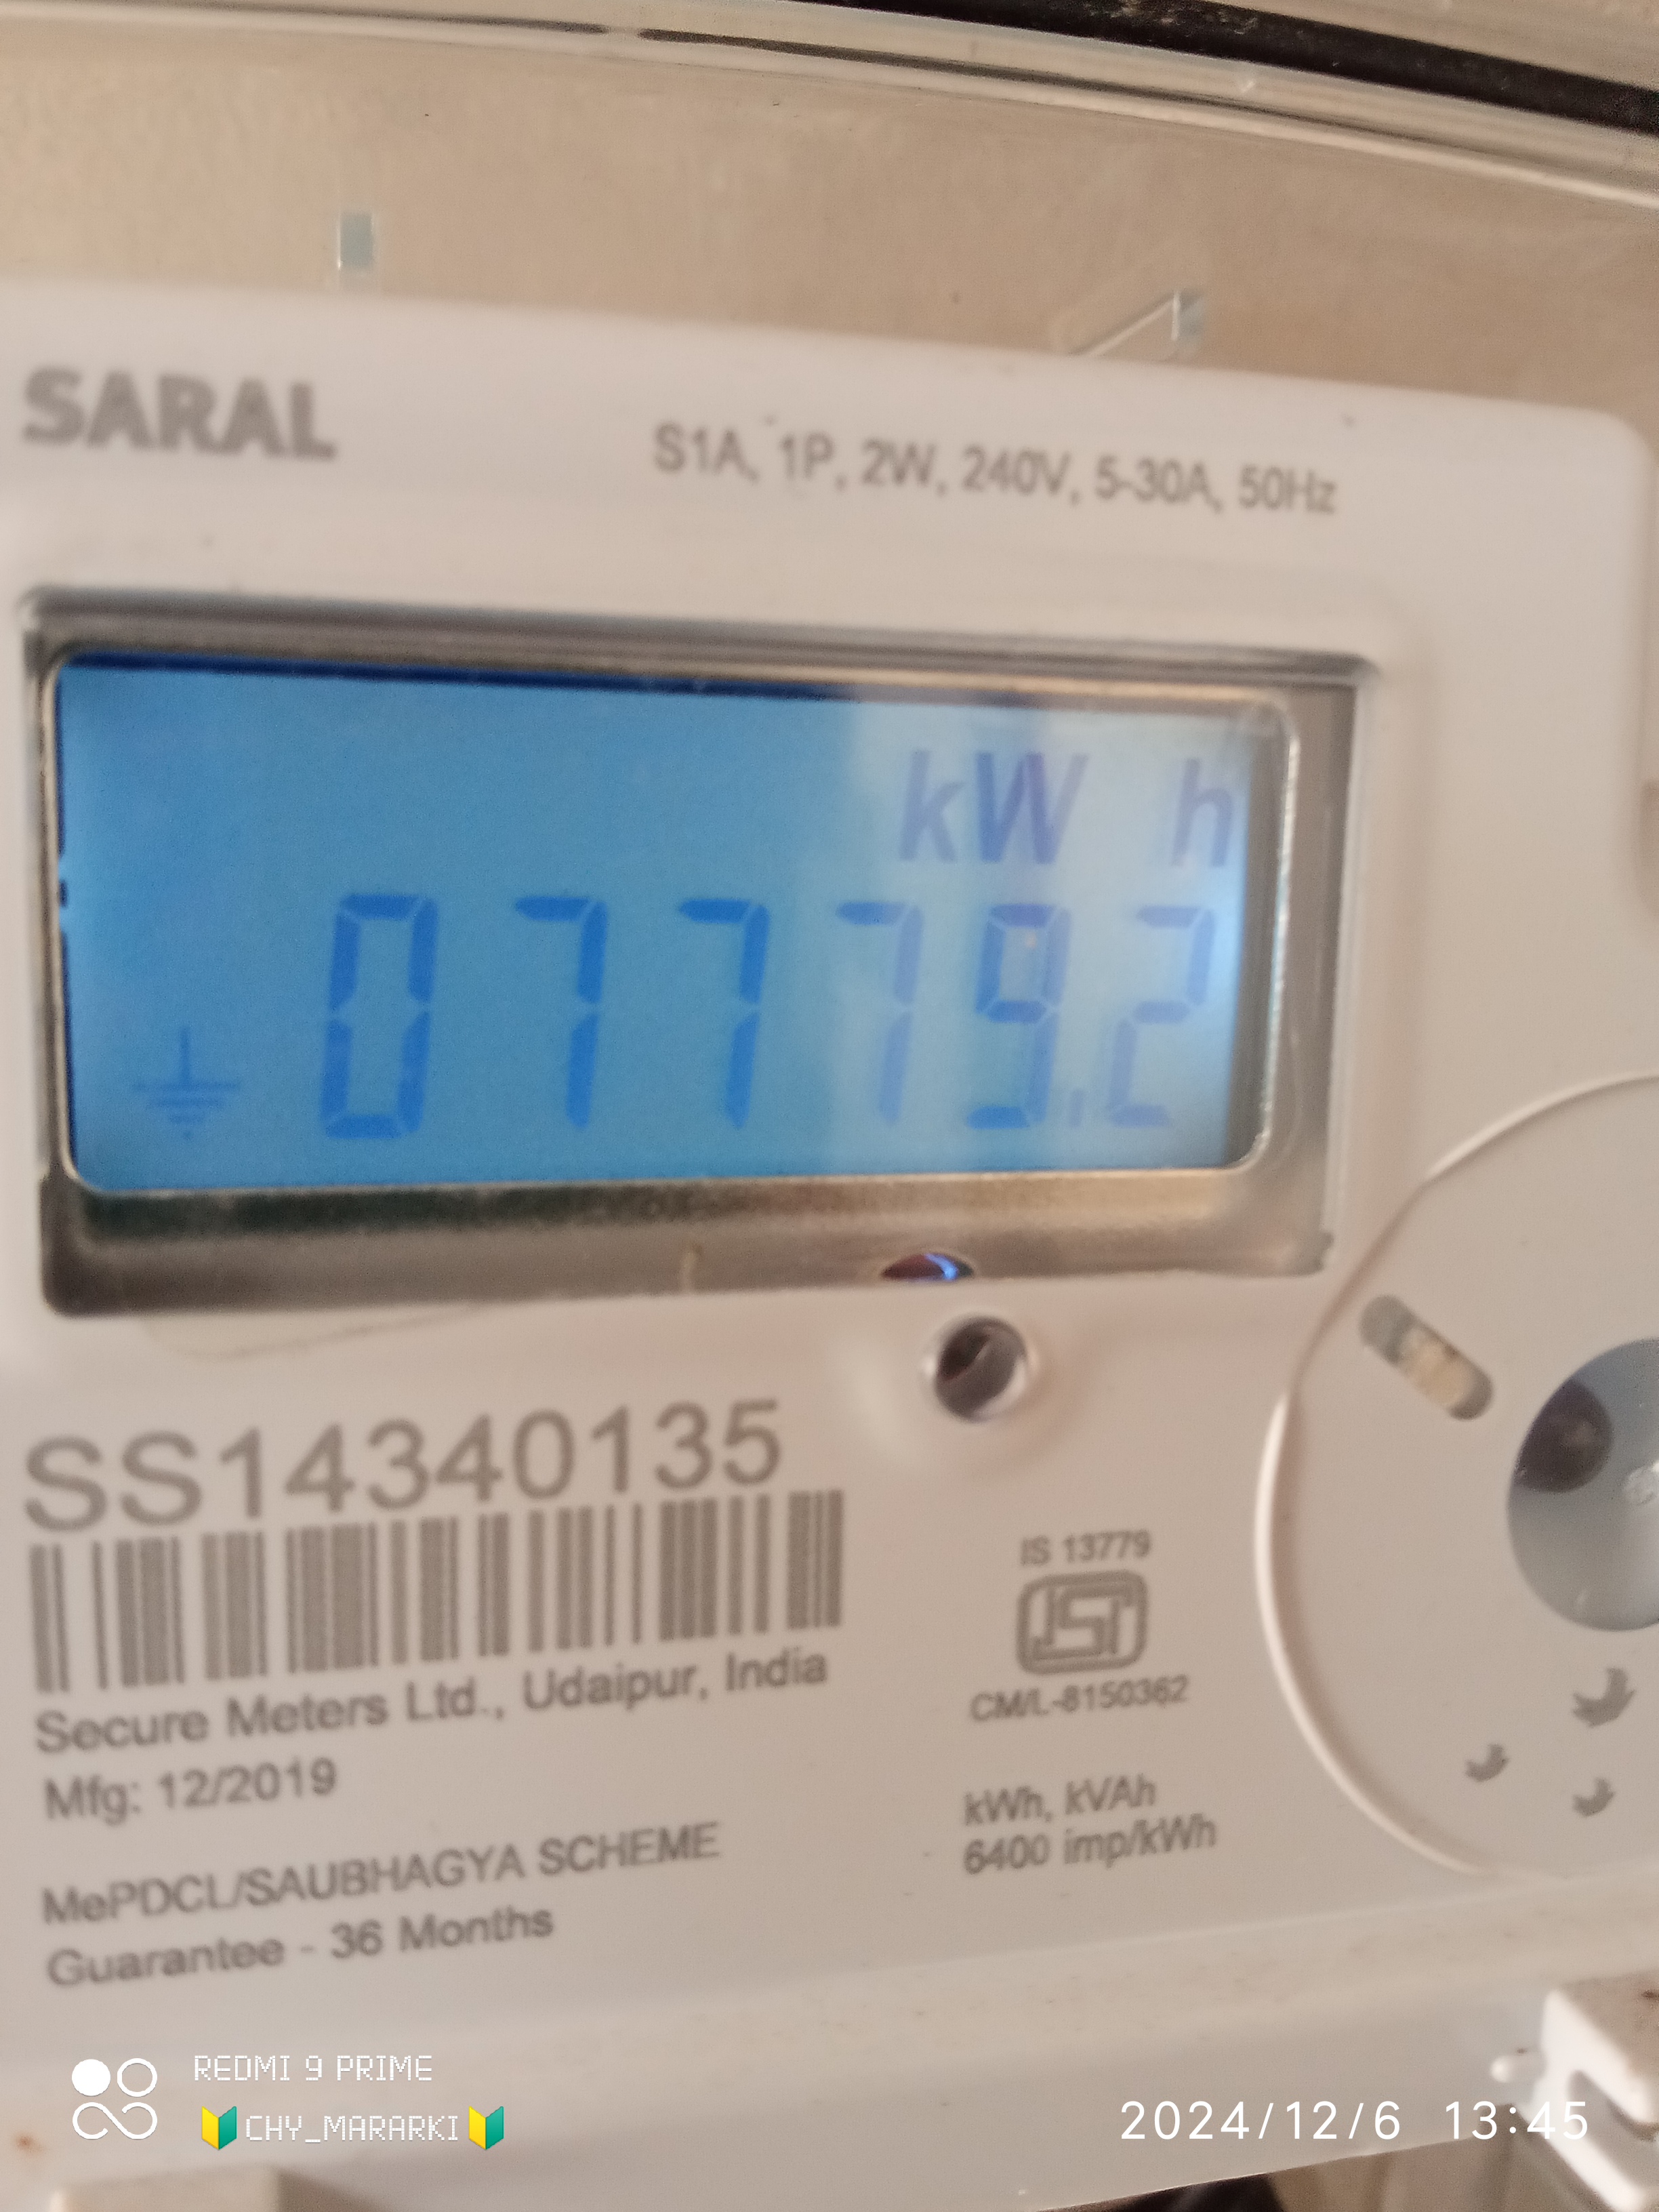 SARAL
S1A, 1P, 2W, 240V, 5-30A, 50Hz
kW h
07779.2
SS14340135
Secure Meters Ltd., Udaipur, India
Mfg: 12/2019
MePDCL/SAUBHAGYA SCHEME
Guarantee - 36 Months
IS 13779
ISI
CM/L-8150362
kWh, kVAh
6400 imp/kWh
REDMI 9 PRIME
🔰CHY_MARARKI🔰
2024/12/6 13:45